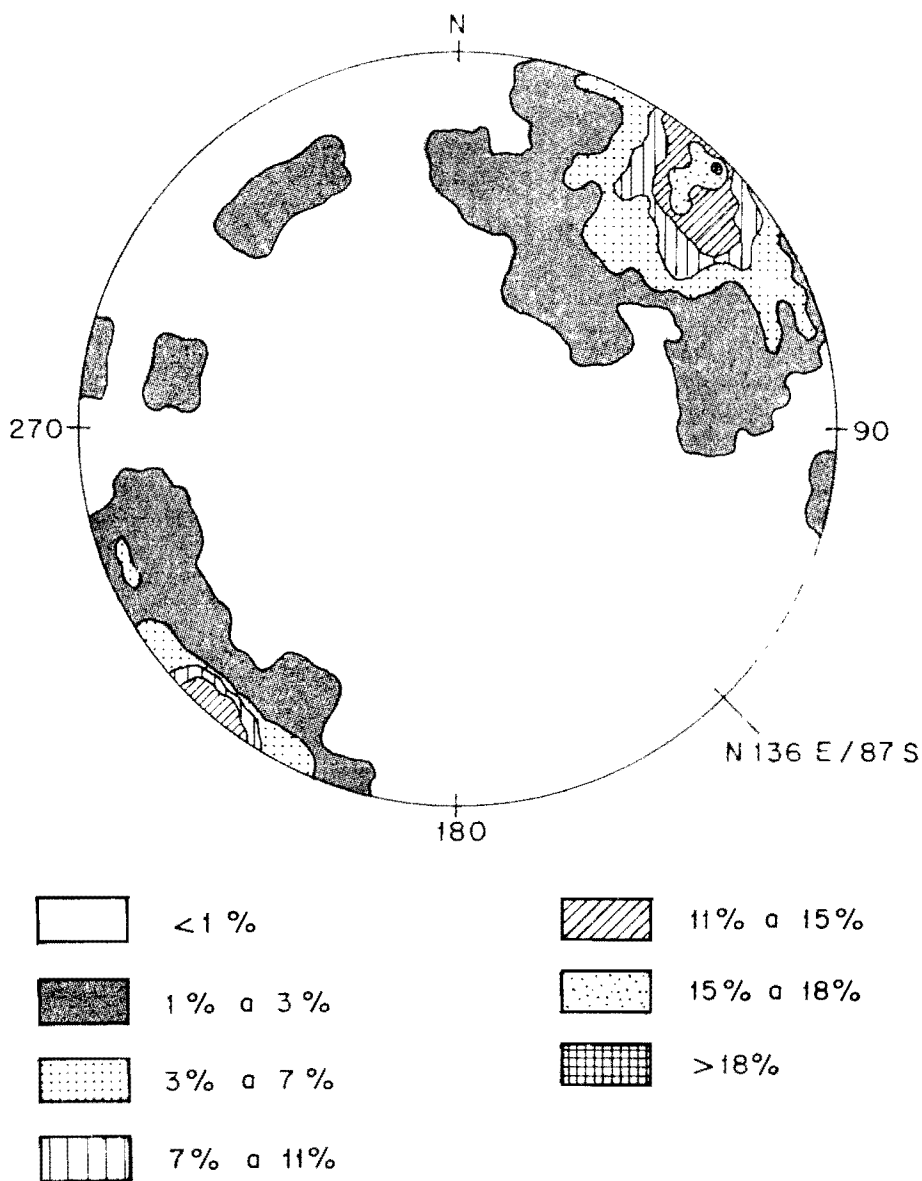 N
270
90
N 136 E / 87 S
180
< 1 %
1 % a 3 %
3 % a 7 %
7 % a 11 %
11 % a 15 %
15 % a 18 %
> 18 %